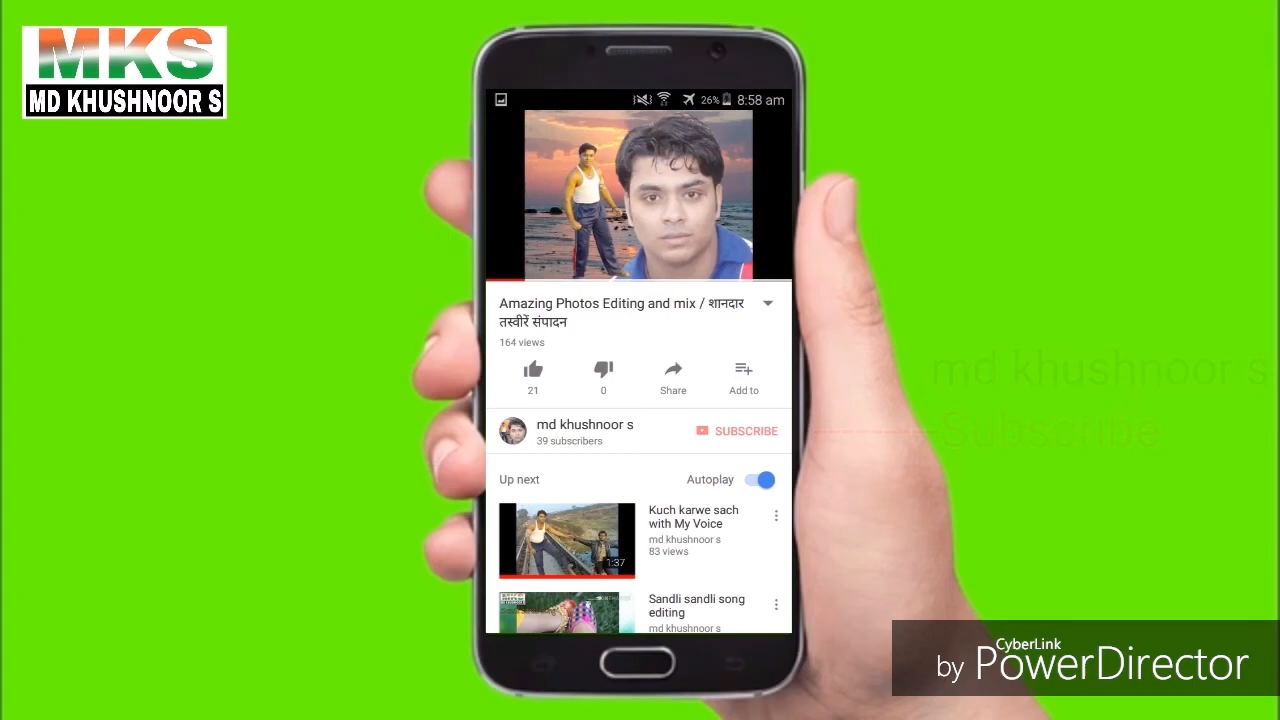 MKS
MD KHUSHNOOR S
26% 8:58 am
Amazing Photos Editing and mix / शानदार
तस्वीरें संपादन
164 views
21 0 Share Add to
md khushnoor s
39 subscribers
SUBSCRIBE
Up next Autoplay
Kuch karwe sach
with My Voice
md khushnoor s
83 views
1:37
Sandli sandli song
editing
md khushnoor s
md khushnoor s
CyberLink
by PowerDirector